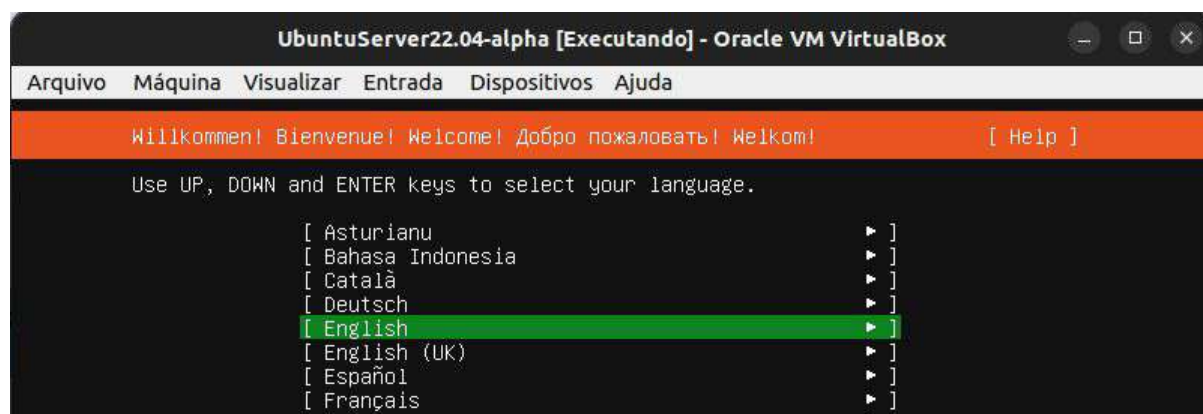 UbuntuServer22.04-alpha [Executando] - Oracle VM VirtualBox
Arquivo Máquina Visualizar Entrada Dispositivos Ajuda
Willkommen! Bienvenue! Welcome! Добро пожаловать! Welkom! [ Help ]
Use UP, DOWN and ENTER keys to select your language.
[ Asturianu ▸ ]
[ Bahasa Indonesia ▸ ]
[ Català ▸ ]
[ Deutsch ▸ ]
[ English ▸ ]
[ English (UK) ▸ ]
[ Español ▸ ]
[ Français ▸ ]